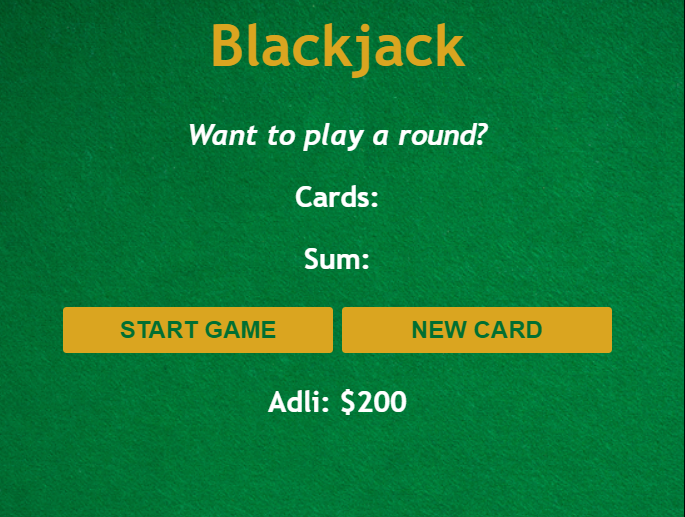 Blackjack
Want to play a round?
Cards:
Sum:
START GAME NEW CARD
Adli: $200